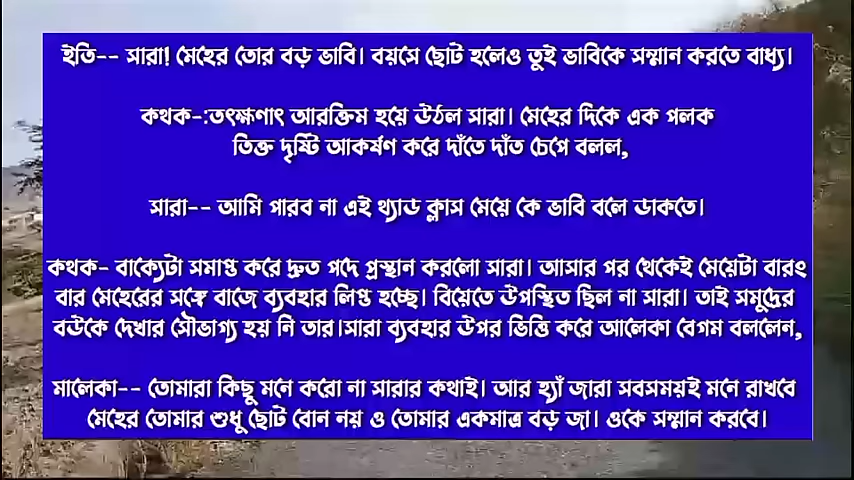 ইতি-- সারা! মেহের তোর বড় ভাবি। বয়সে ছোট হলেও তুই ভাবিকে সম্মান করতে বাধ্য।
কথক-:তৎক্ষণাৎ আরক্তিম হয়ে উঠল সারা। মেহের দিকে এক পলক
তিক্ত দৃষ্টি আকর্ষণ করে দাঁতে দাঁত চেপে বলল,
সারা-- আমি পারব না এই থ্যাড ক্লাস মেয়ে কে ভাবি বলে ডাকতে।
কথক- বাক্যেটা সমাপ্ত করে দ্রুত পদে প্রস্থান করলো সারা। আসার পর থেকেই মেয়েটা বারং
বার মেহেরের সঙ্গে বাজে ব্যবহার লিপ্ত হচ্ছে। বিয়েতে উপস্থিত ছিল না সারা। তাই সমুদ্রের
বউকে দেখার সৌভাগ্য হয় নি তার।সারা ব্যবহার উপর ভিত্তি করে আলেকা বেগম বললেন,
মালেকা-- তোমারা কিছু মনে করো না সারার কথাই। আর হ্যাঁ জারা সবসময়ই মনে রাখবে
মেহের তোমার শুধু ছোট বোন নয় ও তোমার একমাত্র বড় জা। ওকে সম্মান করবে।